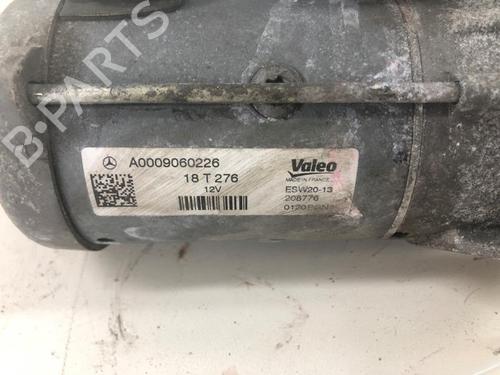 B-PARTS
A0009060226
18 T 276
12V
Valeo
MADE IN FRANCE
ESW20-13
208776